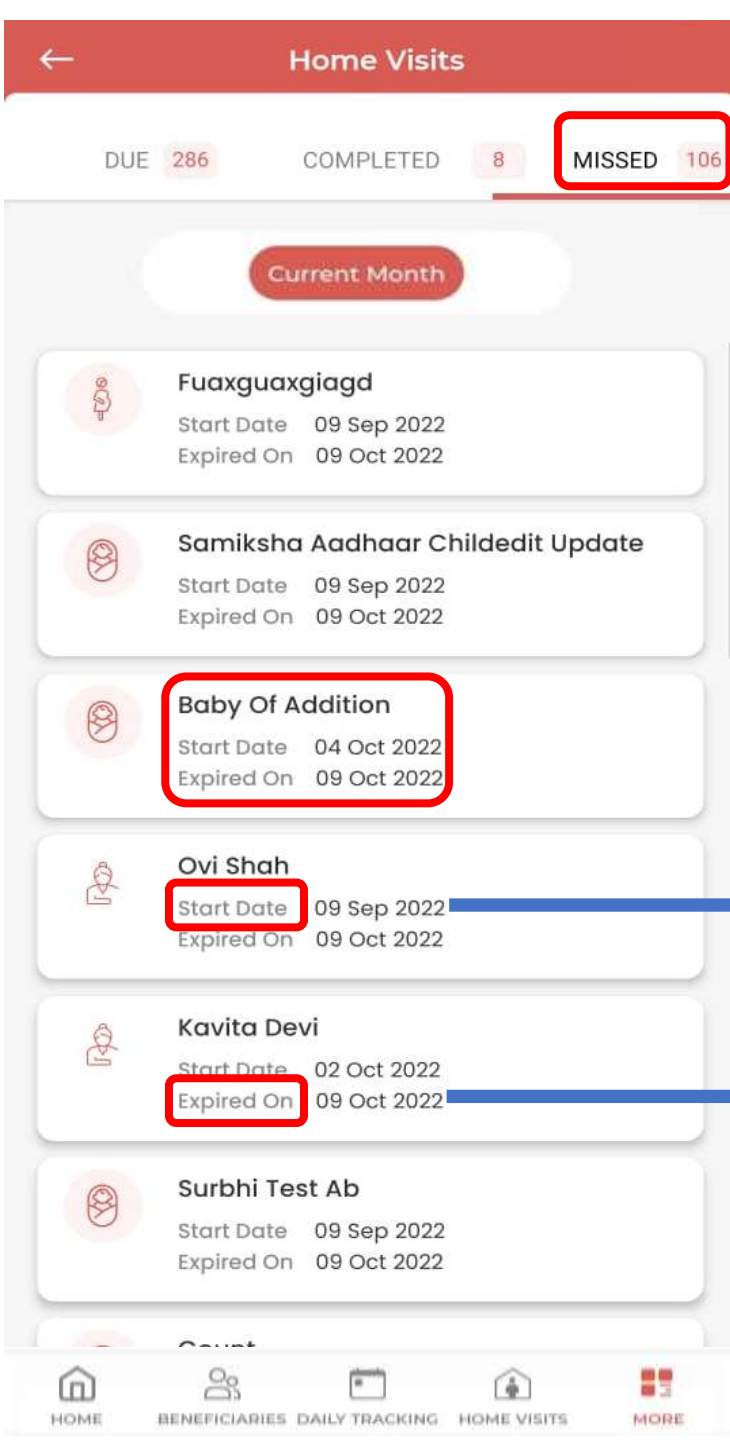 Home Visits
DUE 286 COMPLETED 8 MISSED 106
Current Month
Fuaxguaxgiagd
Start Date 09 Sep 2022
Expired On 09 Oct 2022
Samiksha Aadhaar Childedit Update
Start Date 09 Sep 2022
Expired On 09 Oct 2022
Baby Of Addition
Start Date 04 Oct 2022
Expired On 09 Oct 2022
Ovi Shah
Start Date 09 Sep 2022
Expired On 09 Oct 2022
Kavita Devi
Start Date 02 Oct 2022
Expired On 09 Oct 2022
Surbhi Test Ab
Start Date 09 Sep 2022
Expired On 09 Oct 2022
HOME BENEFICIARIES DAILY TRACKING HOME VISITS MORE